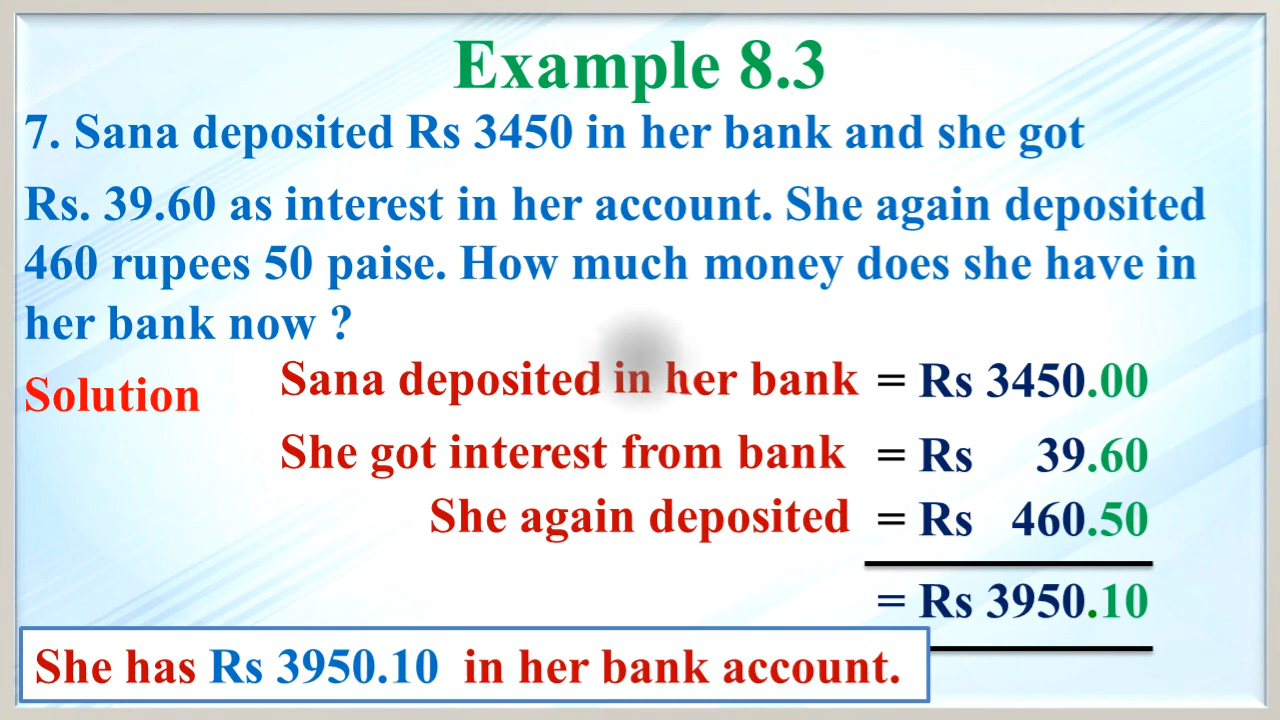 Example 8.3
7. Sana deposited Rs 3450 in her bank and she got
Rs. 39.60 as interest in her account. She again deposited
460 rupees 50 paise. How much money does she have in
her bank now ?
Solution
Sana deposited in her bank = Rs 3450.00
She got interest from bank = Rs 39.60
She again deposited = Rs 460.50
= Rs 3950.10
She has Rs 3950.10 in her bank account.